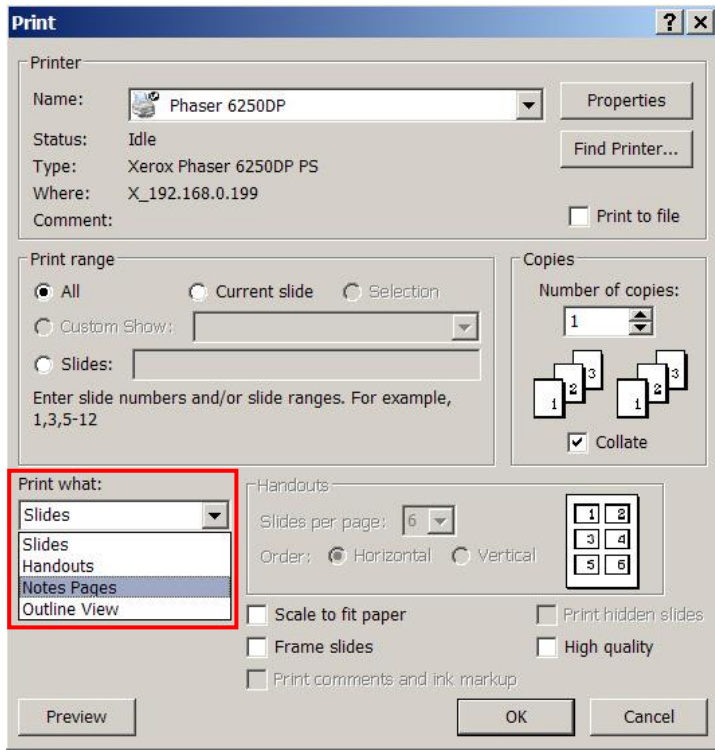 Print
Printer
Name: Phaser 6250DP Properties
Status: Idle Find Printer...
Type: Xerox Phaser 6250DP PS
Where: X_192.168.0.199
Comment: Print to file
Print range
All Current slide Selection
Custom Show:
Slides:
Enter slide numbers and/or slide ranges. For example,
1,3,5-12
Copies
Number of copies:
1
1 2 3 1 2 3
Collate
Print what:
Slides
Slides
Handouts
Notes Pages
Outline View
Handouts
Slides per page: 6
Order: Horizontal Vertical
1 2
3 4
5 6
Scale to fit paper Print hidden slides
Frame slides High quality
Print comments and ink markup
Preview OK Cancel